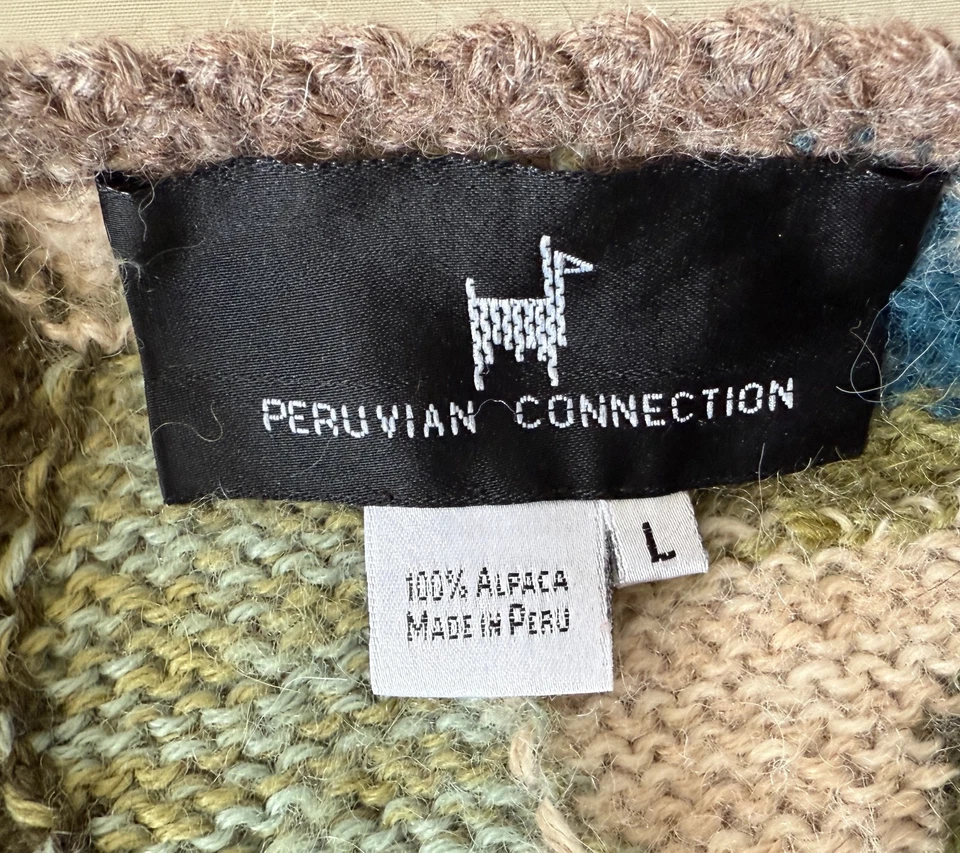 PERUVIAN CONNECTION
L
100% ALPACA
MADE IN PERU